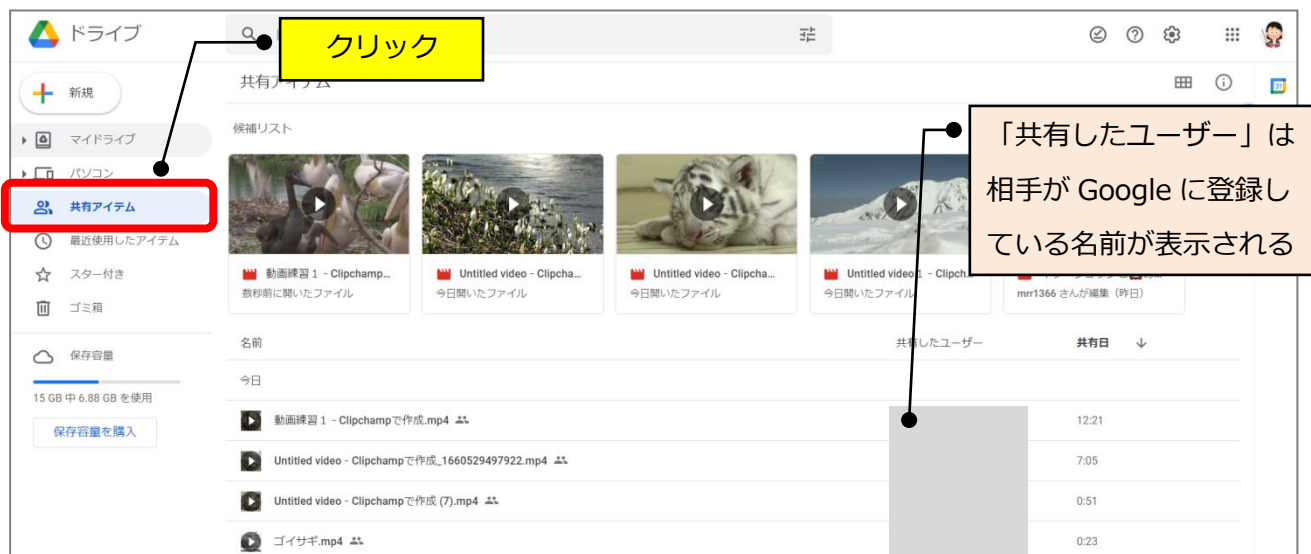 ドライブ
クリック
新規
共有アイテム
マイドライブ
候補リスト
パソコン
共有アイテム
最近使用したアイテム
スター付き
ゴミ箱
保存容量
15 GB 中 6.88 GB を使用
保存容量を購入
「共有したユーザー」は
相手が Google に登録し
ている名前が表示される
動画練習 1 - Clipchamp...
数秒前に開いたファイル
Untitled video - Clipcha...
今日開いたファイル
Untitled video - Clipcha...
今日開いたファイル
Untitled video 1 - Clipch...
今日開いたファイル
mrr1366 さんが編集（昨日）
名前
共有したユーザー
共有日
今日
動画練習 1 - Clipchampで作成.mp4
12:21
Untitled video - Clipchampで作成_1660529497922.mp4
7:05
Untitled video - Clipchampで作成 (7).mp4
0:51
ゴイサギ.mp4
0:23
31